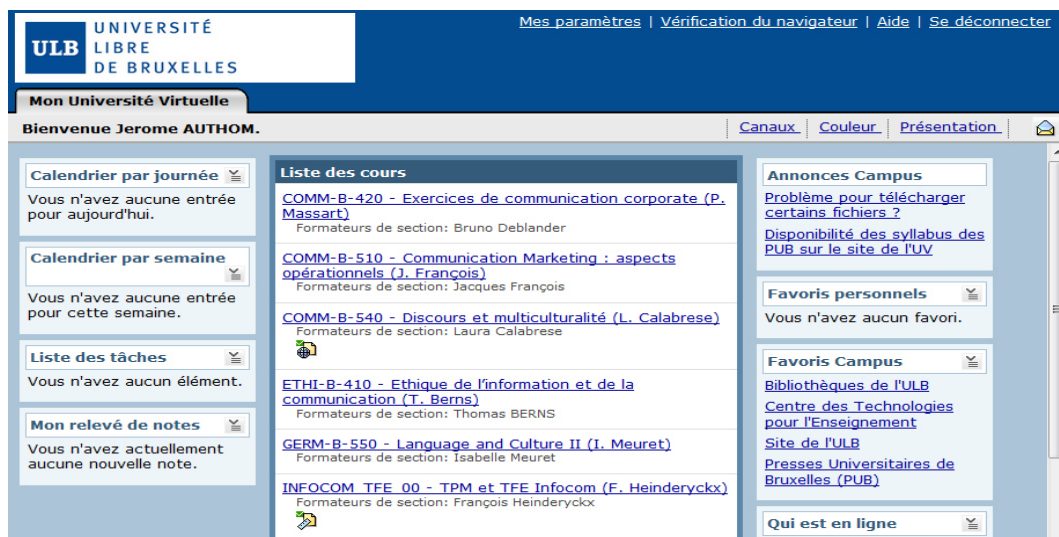 UNIVERSITÉ
ULB LIBRE
DE BRUXELLES
Mes paramètres | Vérification du navigateur | Aide | Se déconnecter
Mon Université Virtuelle
Bienvenue Jerome AUTHOM.
Canaux | Couleur | Présentation
Calendrier par journée
Vous n'avez aucune entrée
pour aujourd'hui.
Calendrier par semaine
Vous n'avez aucune entrée
pour cette semaine.
Liste des tâches
Vous n'avez aucun élément.
Mon relevé de notes
Vous n'avez actuellement
aucune nouvelle note.
Liste des cours
COMM-B-420 - Exercices de communication corporate (P.
Massart)
Formateurs de section: Bruno Deblander
COMM-B-510 - Communication Marketing : aspects
opérationnels (J. François)
Formateurs de section: Jacques François
COMM-B-540 - Discours et multiculturalité (L. Calabrese)
Formateurs de section: Laura Calabrese
ETHI-B-410 - Ethique de l'information et de la
communication (T. Berns)
Formateurs de section: Thomas BERNS
GERM-B-550 - Language and Culture II (I. Meuret)
Formateurs de section: Isabelle Meuret
INFOCOM_TFE_00 - TPM et TFE Infocom (F. Heinderyckx)
Formateurs de section: François Heinderyckx
Annonces Campus
Problème pour télécharger
certains fichiers ?
Disponibilité des syllabus des
PUB sur le site de l'UV
Favoris personnels
Vous n'avez aucun favori.
Favoris Campus
Bibliothèques de l'ULB
Centre des Technologies
pour l'Enseignement
Site de l'ULB
Presses Universitaires de
Bruxelles (PUB)
Qui est en ligne